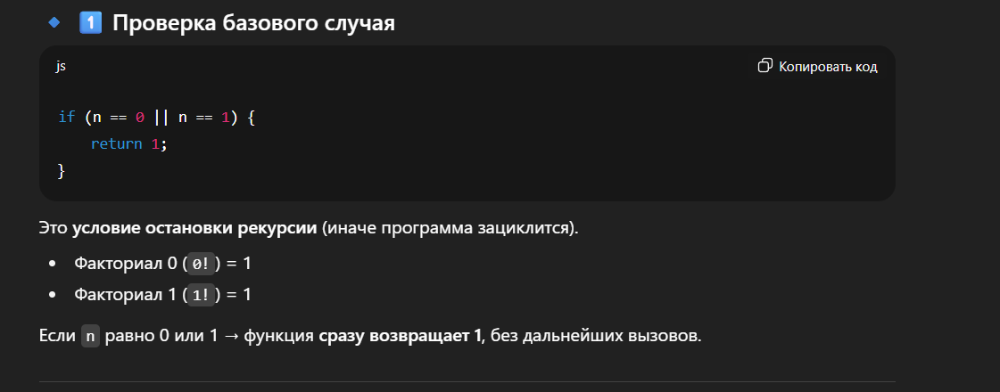 🔹 1️⃣ Проверка базового случая
js
Копировать код
if (n == 0 || n == 1) {
    return 1;
}
Это условие остановки рекурсии (иначе программа зациклится).
• Факториал 0 (0!) = 1
• Факториал 1 (1!) = 1
Если n равно 0 или 1 → функция сразу возвращает 1, без дальнейших вызовов.